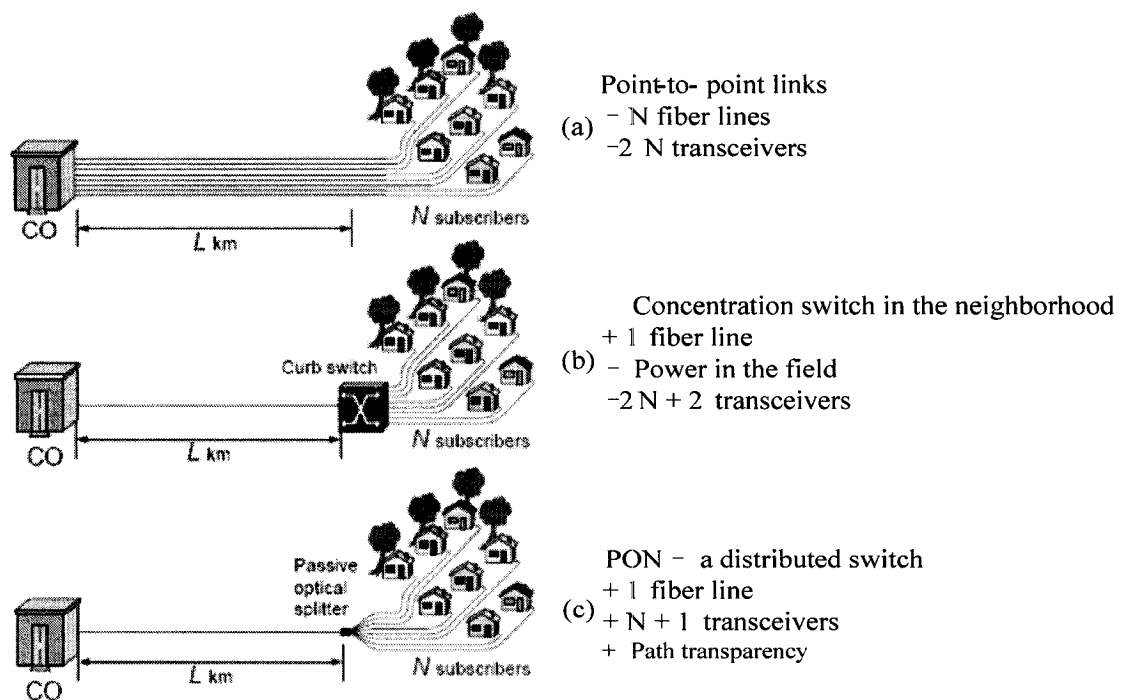 Point-to- point links
(a) - N fiber lines
-2 N transceivers
CO
L km
N subscribers
Concentration switch in the neighborhood
+ 1 fiber line
(b) - Power in the field
-2 N + 2 transceivers
Curb switch
CO
L km
N subscribers
PON - a distributed switch
+ 1 fiber line
(c) + N + 1 transceivers
+ Path transparency
Passive
optical
splitter
CO
L km
N subscribers